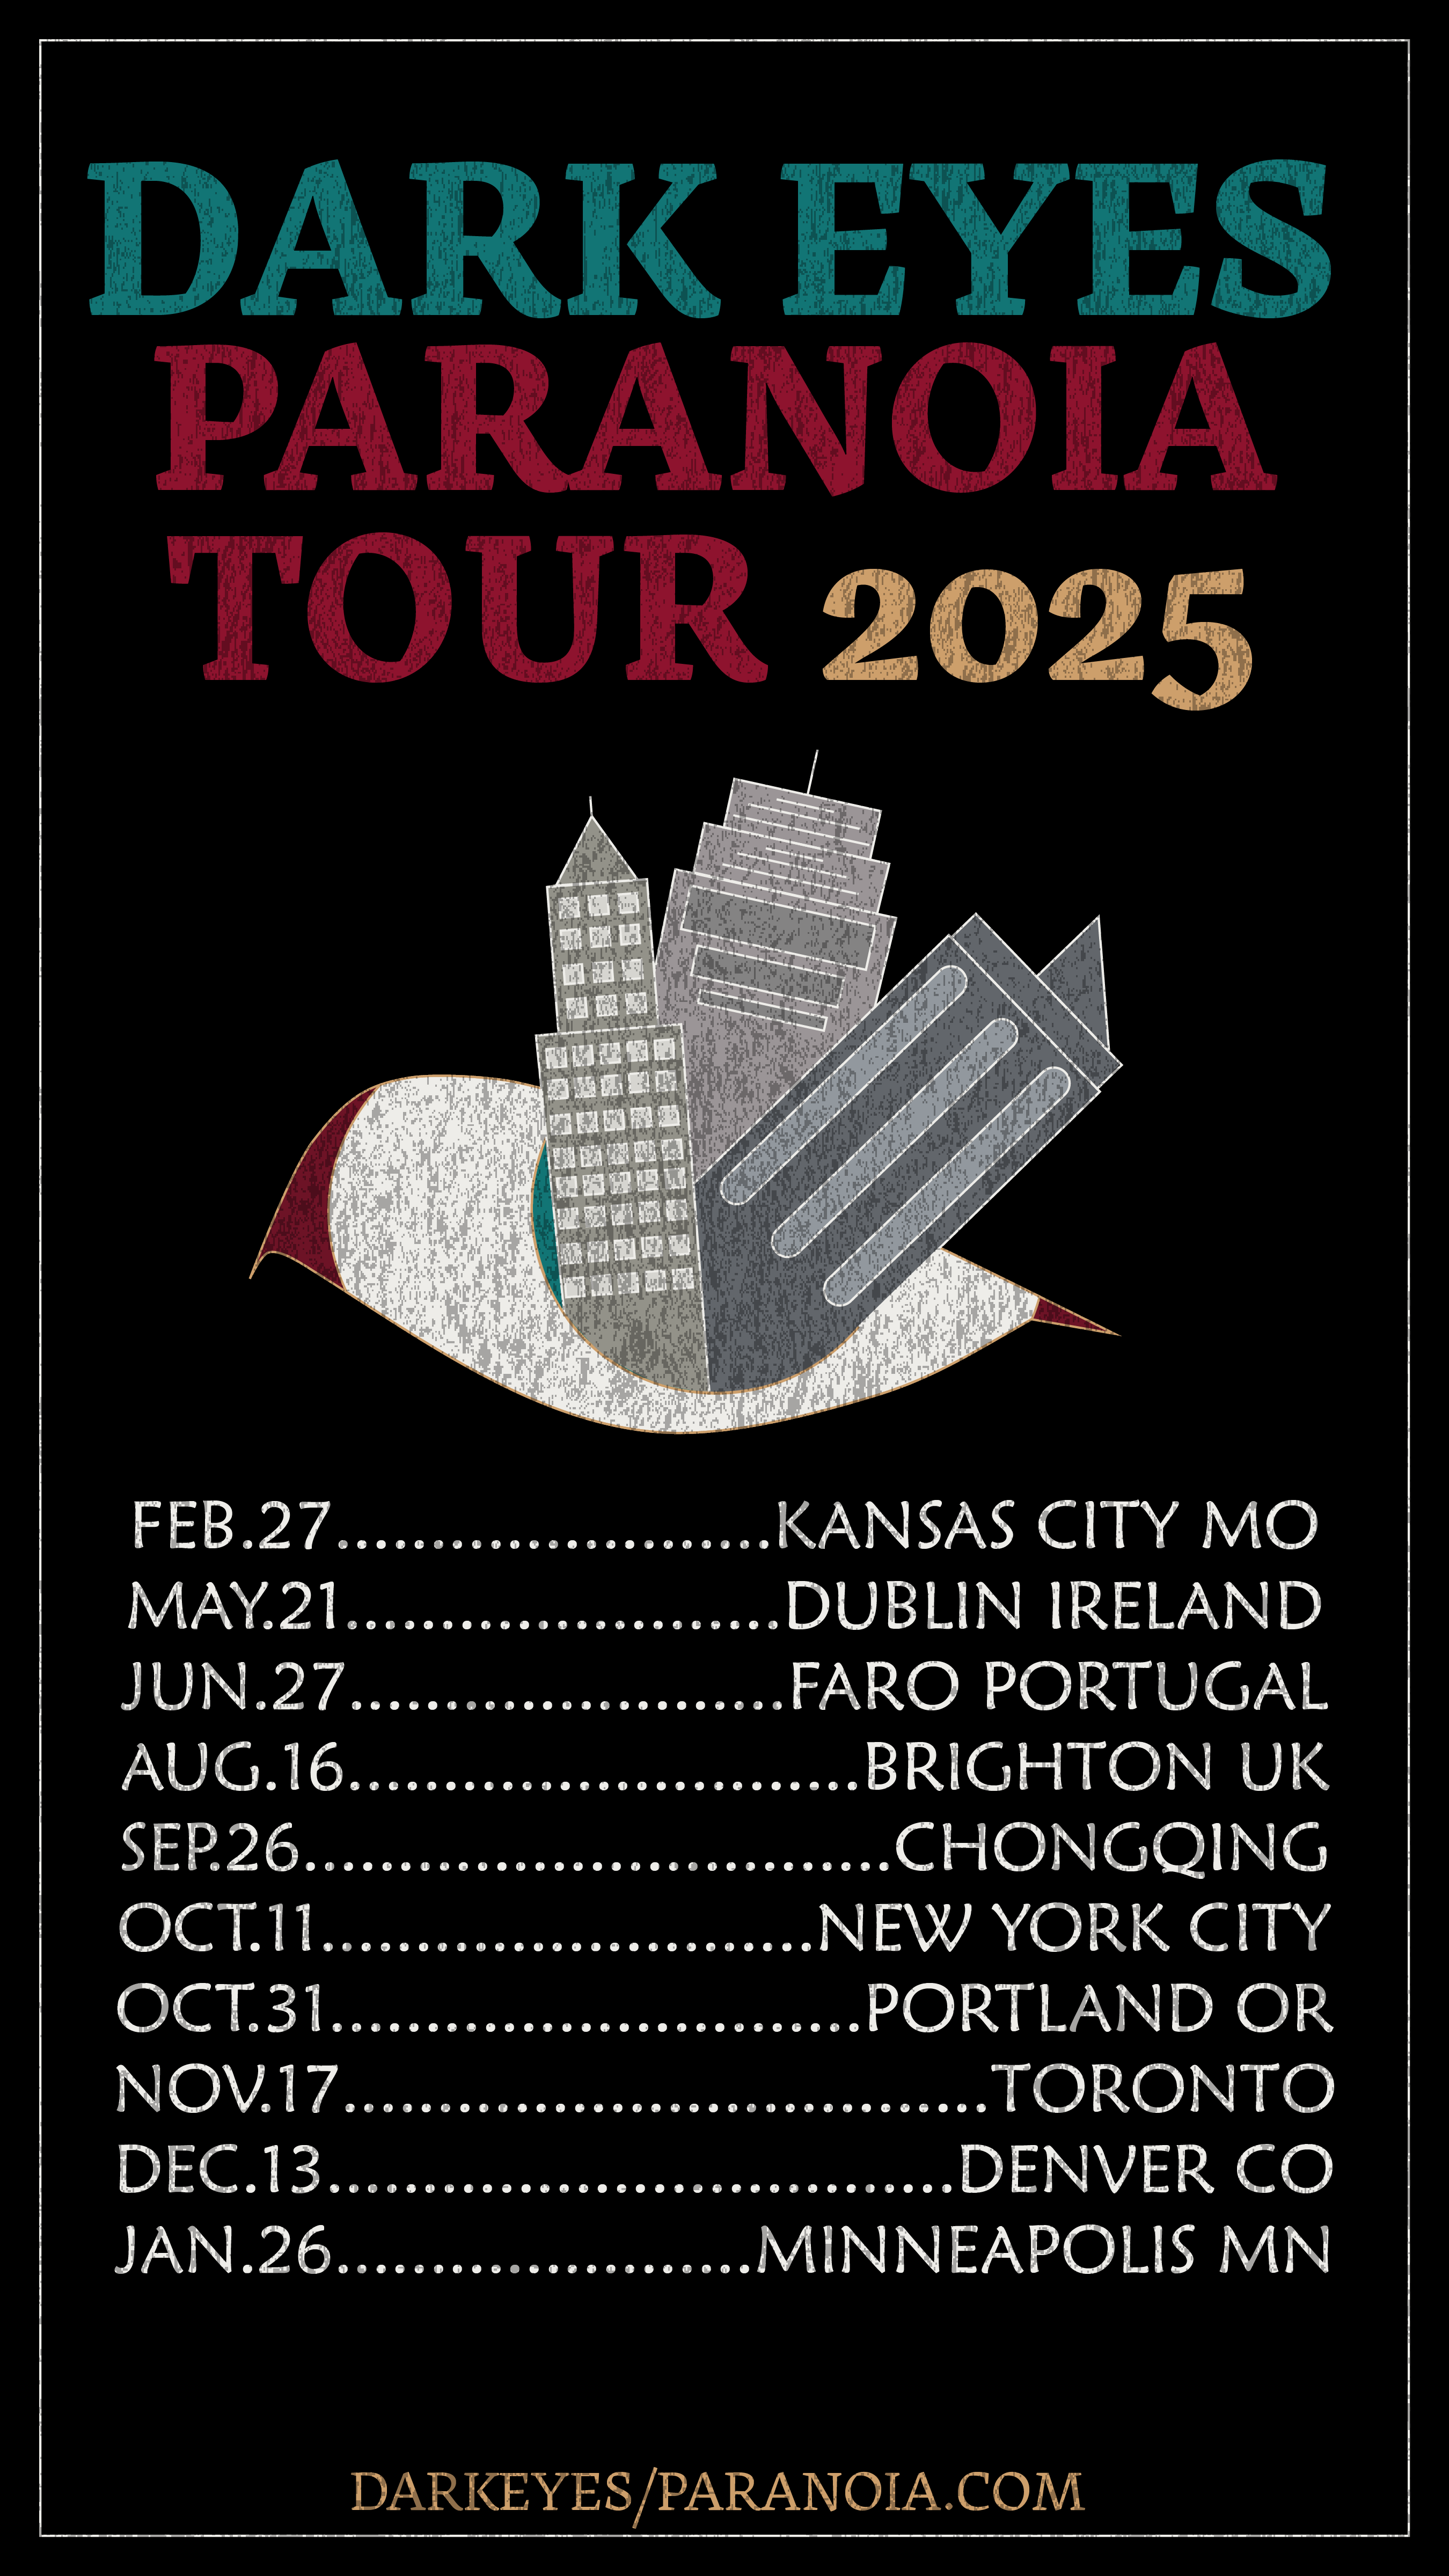 DARK EYES
PARANOIA
TOUR 2025
FEB.27.......................KANSAS CITY MO
MAY.21.......................DUBLIN IRELAND
JUN.27.......................FARO PORTUGAL
AUG.16...........................BRIGHTON UK
SEP.26...............................CHONGQING
OCT.11..........................NEW YORK CITY
OCT.31............................PORTLAND OR
NOV.17..................................TORONTO
DEC.13.................................DENVER CO
JAN.26......................MINNEAPOLIS MN
DARKEYES/PARANOIA.COM